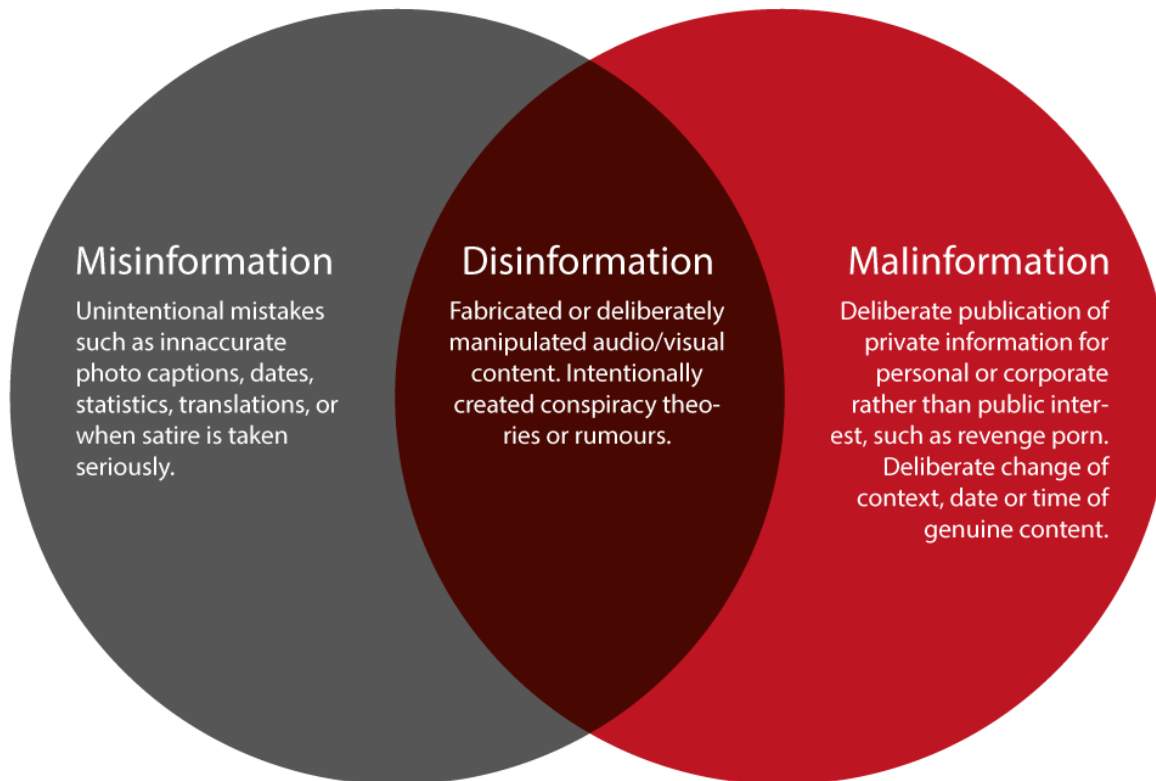 Misinformation
Unintentional mistakes
such as innaccurate
photo captions, dates,
statistics, translations, or
when satire is taken
seriously.
Disinformation
Fabricated or deliberately
manipulated audio/visual
content. Intentionally
created conspiracy theo-
ries or rumours.
Malinformation
Deliberate publication of
private information for
personal or corporate
rather than public inter-
est, such as revenge porn.
Deliberate change of
context, date or time of
genuine content.